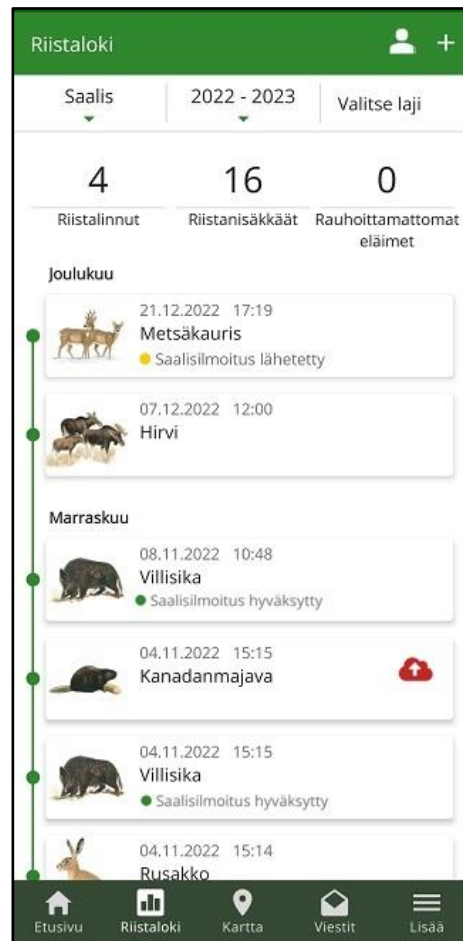 Riistaloki
Saalis
2022 - 2023
Valitse laji
4
16
0
Riistalinnut
Riistanisäkkäät
Rauhoittamattomat
eläimet
Joulukuu
21.12.2022 17:19
Metsäkauris
Saalisilmoitus lähetetty
07.12.2022 12:00
Hirvi
Marraskuu
08.11.2022 10:48
Villisika
Saalisilmoitus hyväksytty
04.11.2022 15:15
Kanadanmajava
04.11.2022 15:15
Villisika
Saalisilmoitus hyväksytty
04.11.2022 15:14
Rusakko
Etusivu
Riistaloki
Kartta
Viestit
Lisää